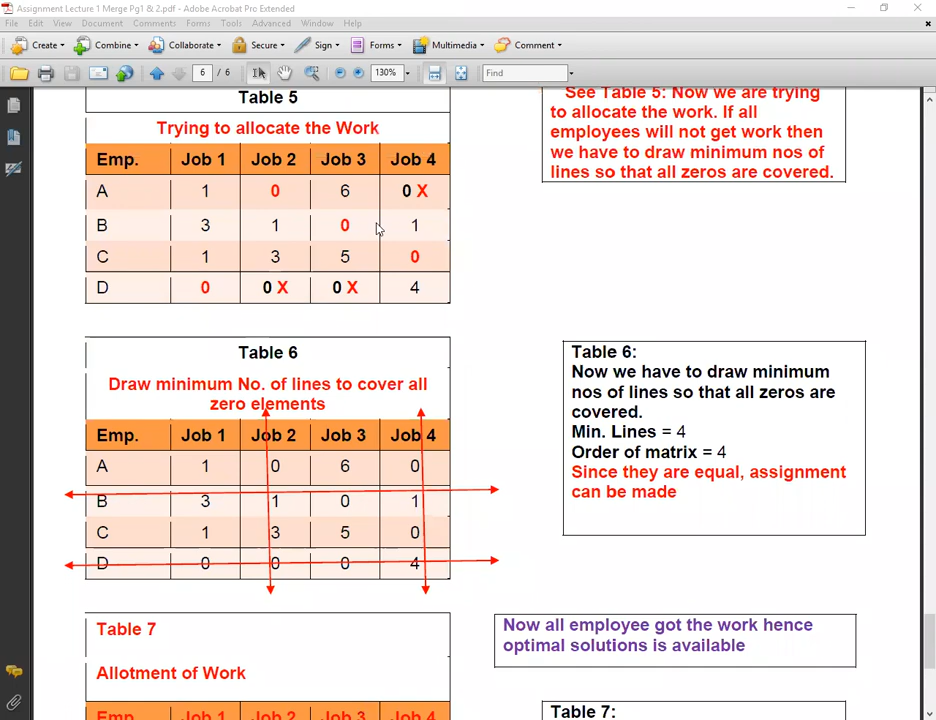 Assignment Lecture 1 Merge Pg1 & 2.pdf - Adobe Acrobat Pro Extended
File Edit View Document Comments Forms Tools Advanced Window Help
Create Combine Collaborate Secure Sign Forms Multimedia Comment
6 / 6 130% Find
Table 5
Trying to allocate the Work
Emp. Job 1 Job 2 Job 3 Job 4
A 1 0 6 0 X
B 3 1 0 1
C 1 3 5 0
D 0 0 X 0 X 4
See Table 5: Now we are trying
to allocate the work. If all
employees will not get work then
we have to draw minimum nos of
lines so that all zeros are covered.
Table 6
Draw minimum No. of lines to cover all
zero elements
Emp. Job 1 Job 2 Job 3 Job 4
A 1 0 6 0
B 3 1 0 1
C 1 3 5 0
D 0 0 0 4
Table 6:
Now we have to draw minimum
nos of lines so that all zeros are
covered.
Min. Lines = 4
Order of matrix = 4
Since they are equal, assignment
can be made
Table 7
Allotment of Work
Emp. Job 1 Job 2 Job 3 Job 4
Now all employee got the work hence
optimal solutions is available
Table 7: